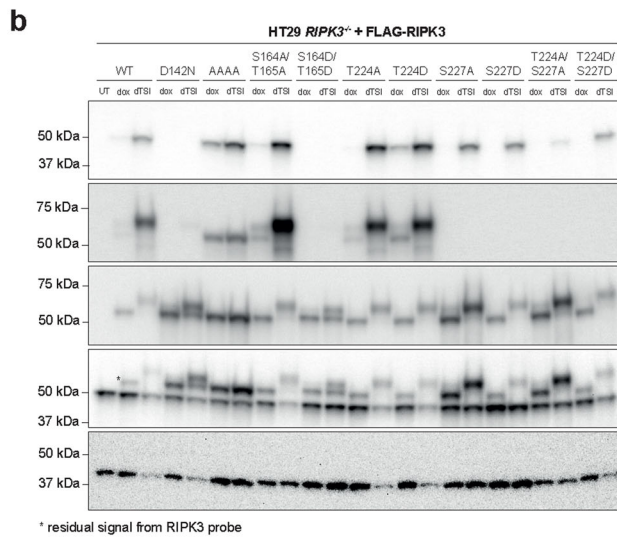 b
HT29 RIPK3-/- + FLAG-RIPK3
WT D142N AAAA S164A/ T165A S164D/ T165D T224A T224D S227A S227D T224A/ S227A T224D/ S227D
UT dox dTSI dox dTSI dox dTSI dox dTSI dox dTSI dox dTSI dox dTSI dox dTSI dox dTSI dox dTSI dox dTSI
50 kDa
37 kDa
75 kDa
50 kDa
75 kDa
50 kDa
*
50 kDa
37 kDa
50 kDa
37 kDa
* residual signal from RIPK3 probe